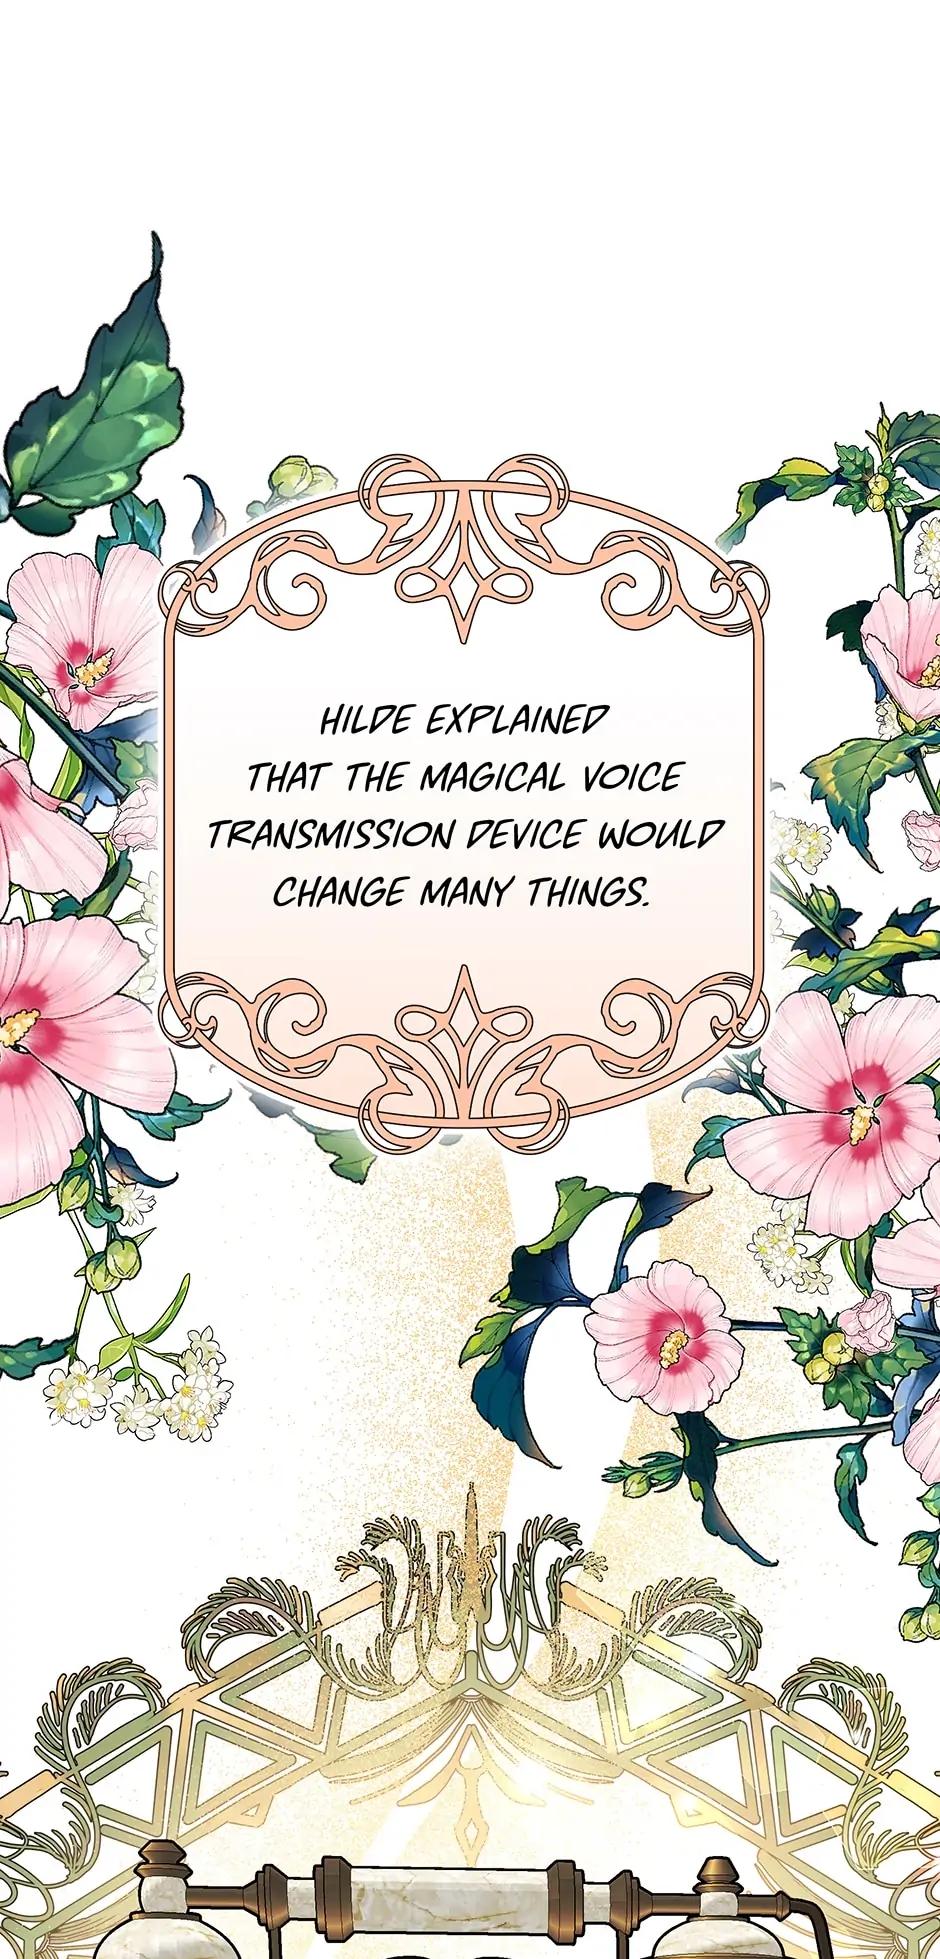 HILDE EXPLAINED
THAT THE MAGICAL VOICE
TRANSMISSION DEVICE WOULD
CHANGE MANY THINGS.